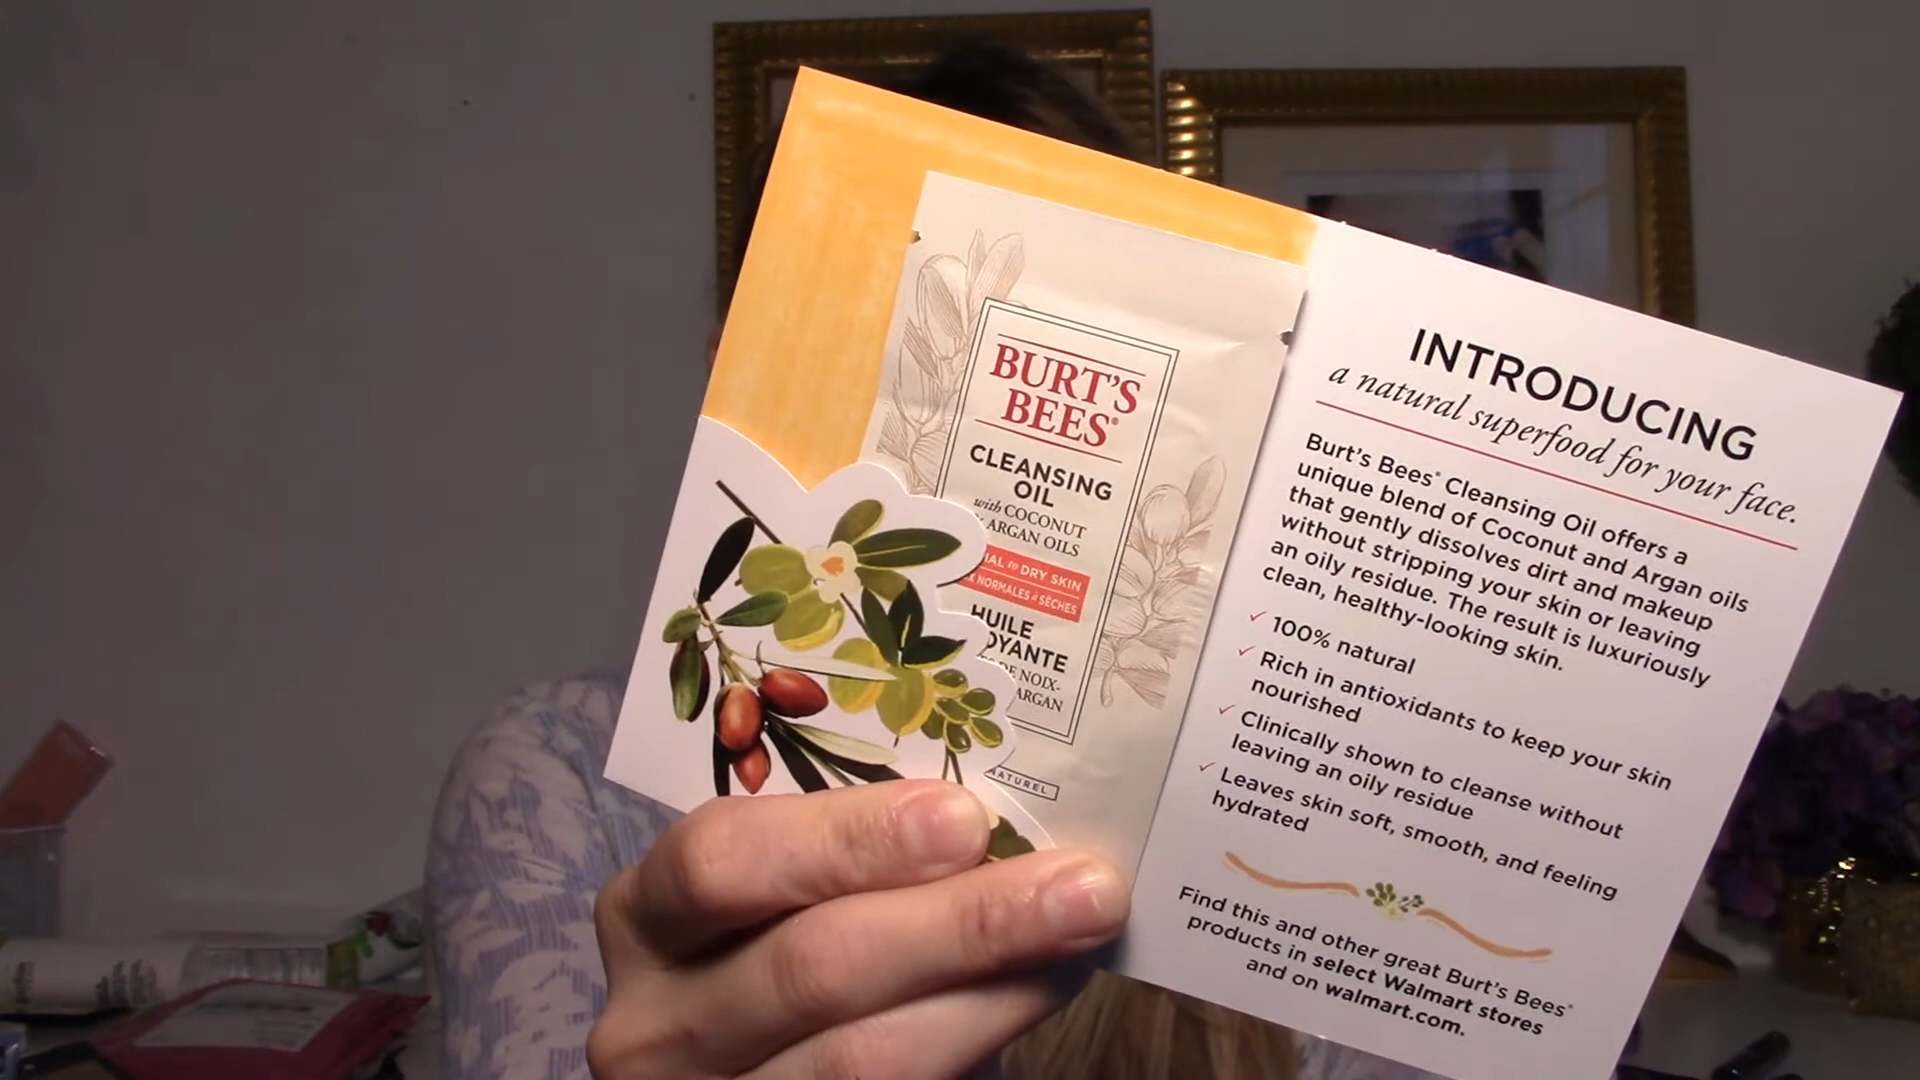 BURT'S
BEES®
CLEANSING
OIL
with COCONUT
ARGAN OILS
to DRY SKIN
NORMALES à SÈCHES
HUILE
DE NOIX-
ARGAN
INTRODUCING
a natural superfood for your face.
Burt's Bees® Cleansing Oil offers a
unique blend of Coconut and Argan oils
that gently dissolves dirt and makeup
without stripping your skin or leaving
an oily residue. The result is luxuriously
clean, healthy-looking skin.
✓ 100% natural
✓ Rich in antioxidants to keep your skin
nourished
✓ Clinically shown to cleanse without
leaving an oily residue
✓ Leaves skin soft, smooth, and feeling
hydrated
Find this and other great Burt's Bees®
products in select Walmart stores
and on walmart.com.